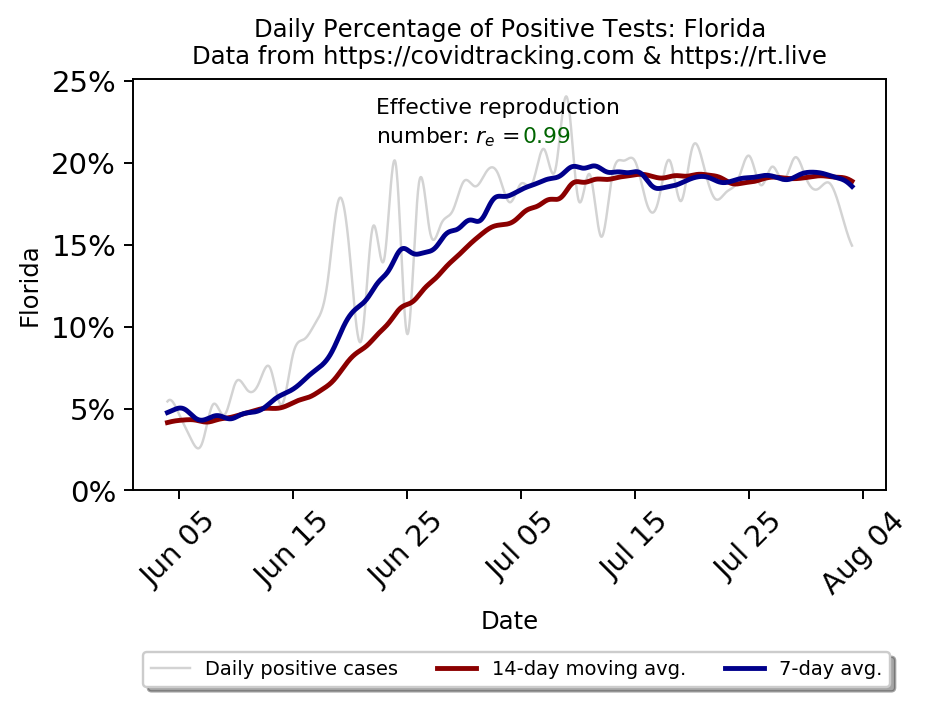 Daily Percentage of Positive Tests: Florida
Data from https://covidtracking.com & https://rt.live
Effective reproduction
number: rₑ =0.99
25%
20%
15%
10%
5%
0%
Florida
Jun 05
Jun 15
Jun 25
Jul 05
Jul 15
Jul 25
Aug 04
Date
Daily positive cases
14-day moving avg.
7-day avg.